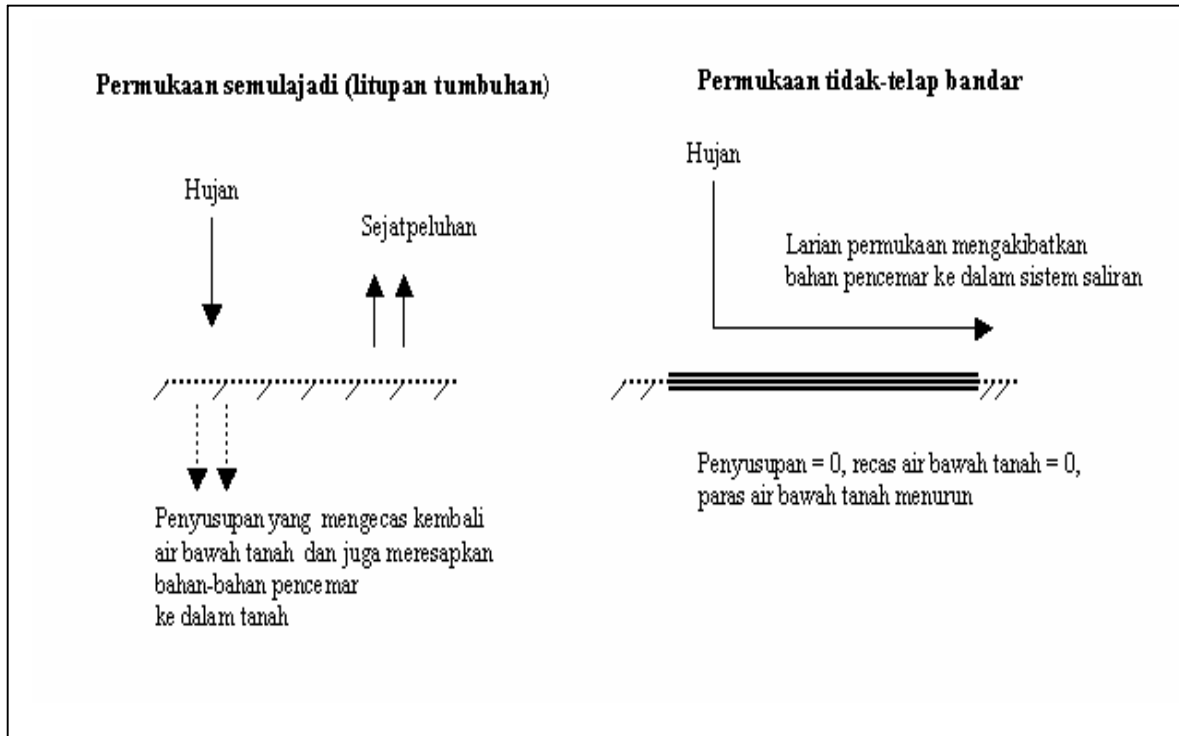 Permukaan semulajadi (litupan tumbuhan)
Hujan
Sejatpeluhan
Penyusupan yang mengecas kembali
air bawah tanah dan juga meresapkan
bahan-bahan pencemar
ke dalam tanah
Permukaan tidak-telap bandar
Hujan
Larian permukaan mengakibatkan
bahan pencemar ke dalam sistem saliran
Penyusupan = 0, recas air bawah tanah = 0,
paras air bawah tanah menurun